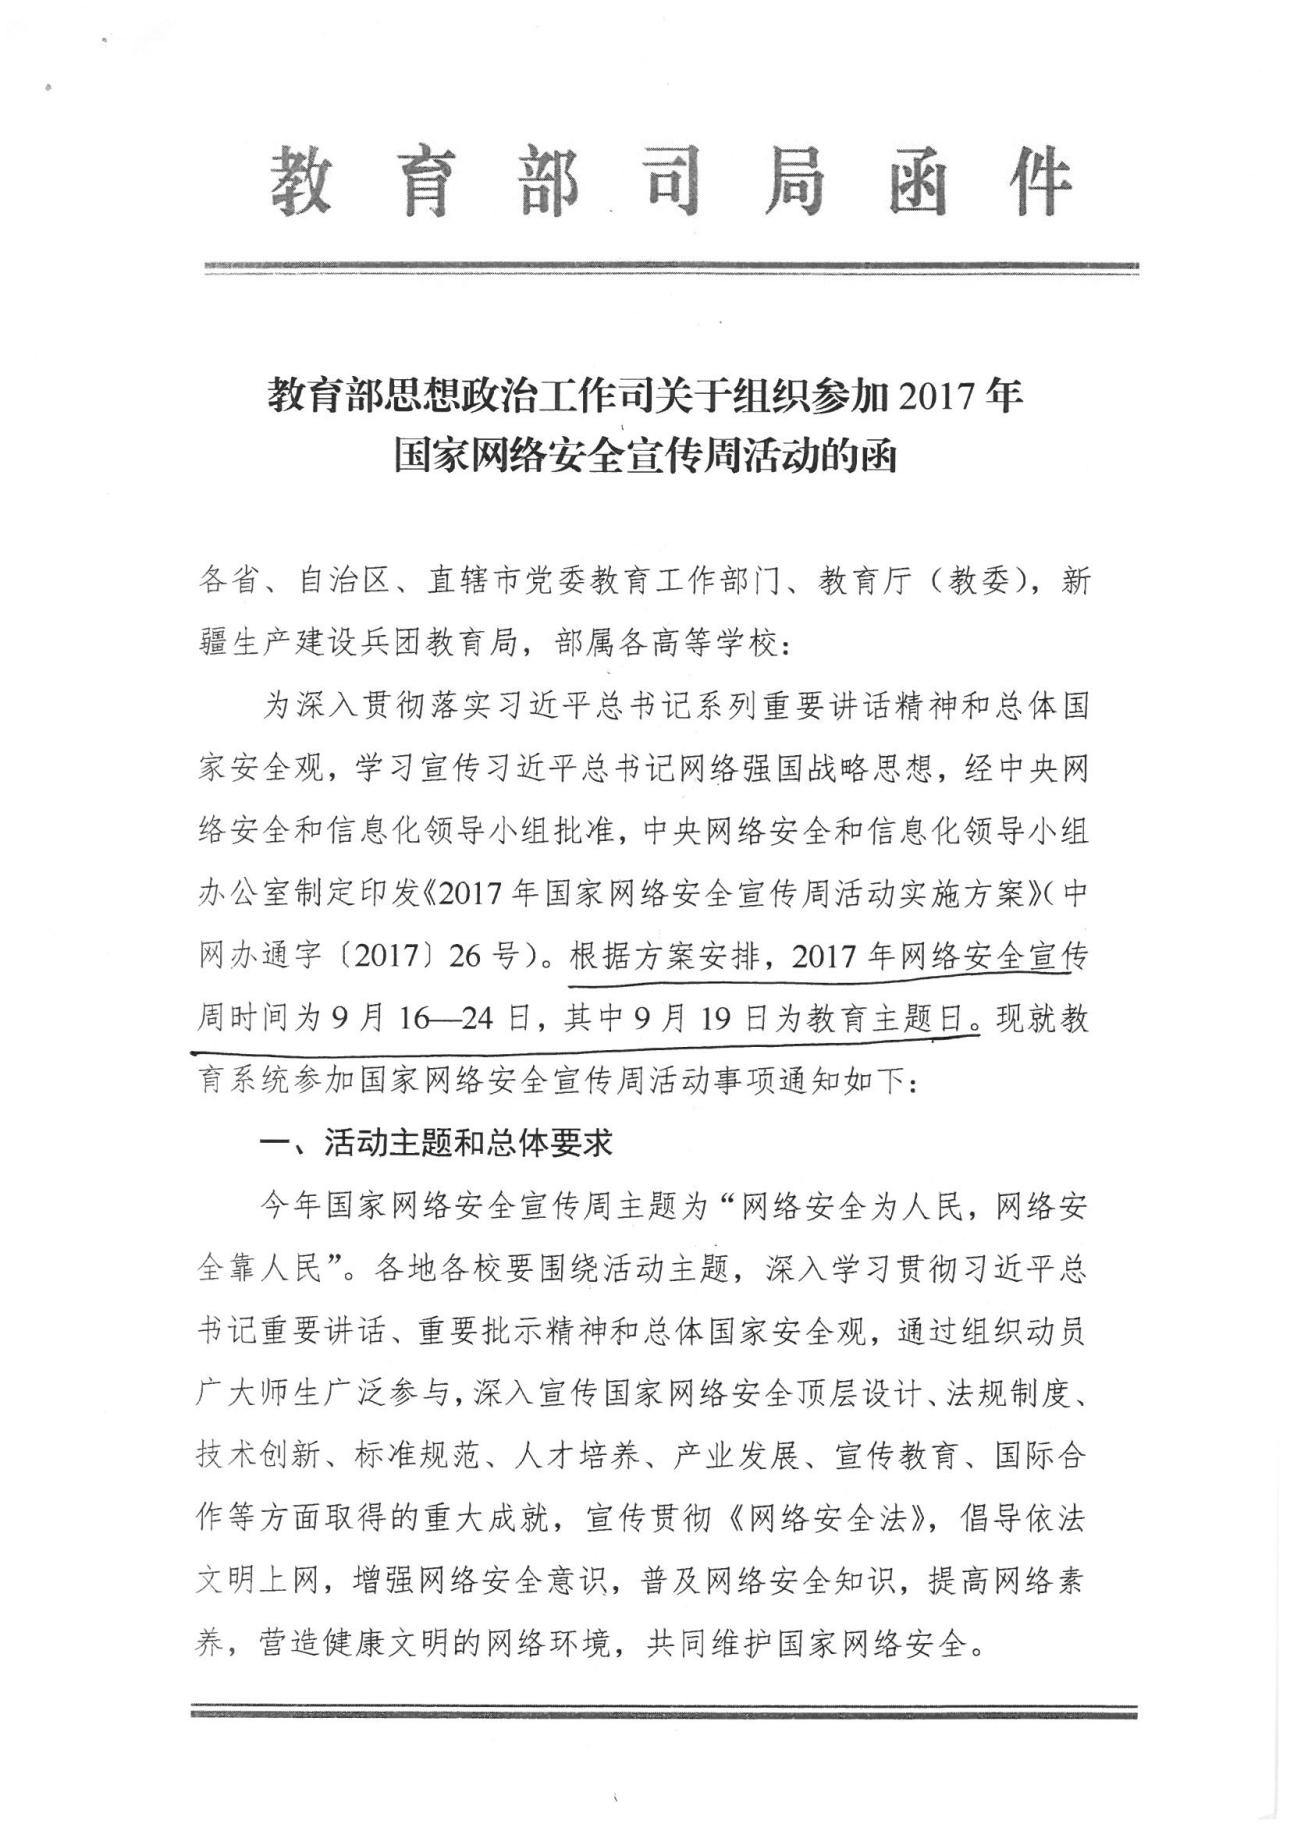 教育部司局函件
教育部思想政治工作司关于组织参加2017年
国家网络安全宣传周活动的函
各省、自治区、直辖市党委教育工作部门、教育厅（教委），新
疆生产建设兵团教育局，部属各高等学校：
为深入贯彻落实习近平总书记系列重要讲话精神和总体国
家安全观，学习宣传习近平总书记网络强国战略思想，经中央网
络安全和信息化领导小组批准，中央网络安全和信息化领导小组
办公室制定印发《2017年国家网络安全宣传周活动实施方案》（中
网办通字〔2017〕26号）。根据方案安排，2017年网络安全宣传
周时间为9月16—24日，其中9月19日为教育主题日。现就教
育系统参加国家网络安全宣传周活动事项通知如下：
一、活动主题和总体要求
今年国家网络安全宣传周主题为“网络安全为人民，网络安
全靠人民”。各地各校要围绕活动主题，深入学习贯彻习近平总
书记重要讲话、重要批示精神和总体国家安全观，通过组织动员
广大师生广泛参与，深入宣传国家网络安全顶层设计、法规制度、
技术创新、标准规范、人才培养、产业发展、宣传教育、国际合
作等方面取得的重大成就，宣传贯彻《网络安全法》，倡导依法
文明上网，增强网络安全意识，普及网络安全知识，提高网络素
养，营造健康文明的网络环境，共同维护国家网络安全。